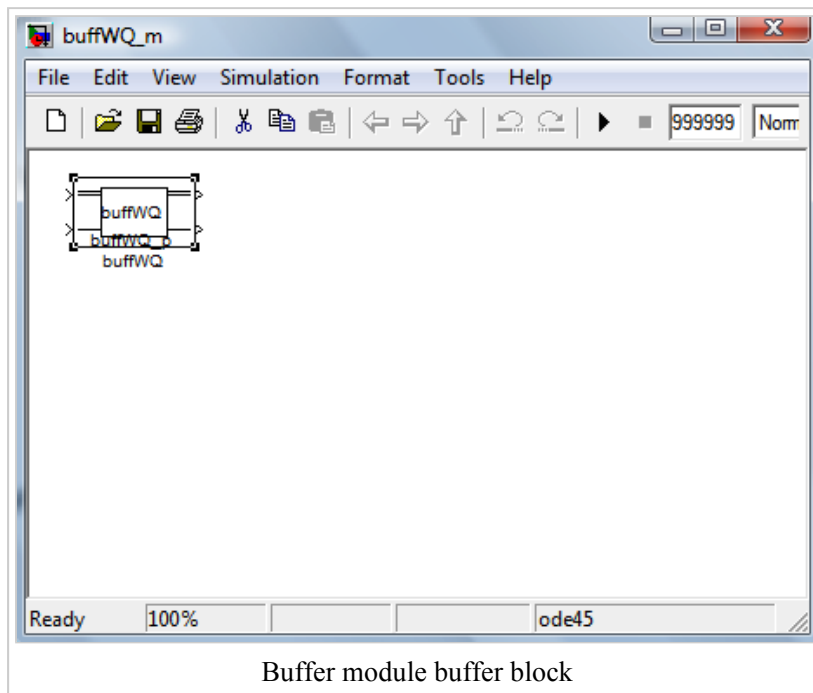 buffWQ_m
File Edit View Simulation Format Tools Help
999999 Norm
buffWQ
buffWQ_p
buffWQ
Ready 100% ode45
Buffer module buffer block